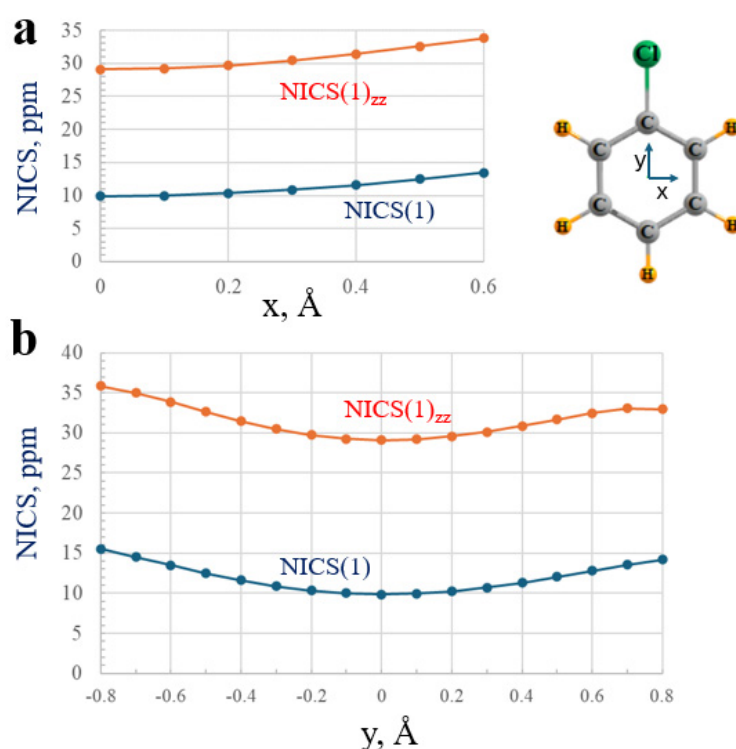 a
NICS, ppm
35
30
25
20
15
10
5
0
NICS(1)zz
NICS(1)
0
0.2
0.4
0.6
x, Å
Cl
C
H
C
C
H
y
x
H
C
C
H
C
H
b
NICS, ppm
40
35
30
25
20
15
10
5
0
NICS(1)zz
NICS(1)
-0.8
-0.6
-0.4
-0.2
0
0.2
0.4
0.6
0.8
y, Å